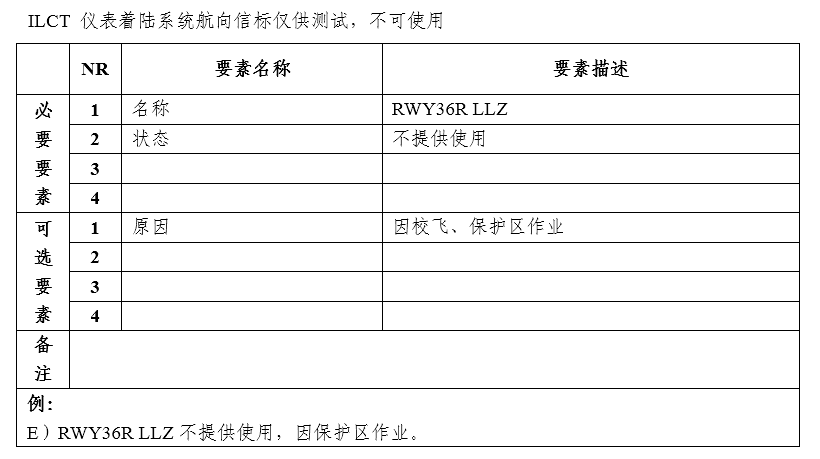 ILCT 仪表着陆系统航向信标仅供测试，不可使用
NR 要素名称 要素描述
必要要素
1 名称 RWY36R LLZ
2 状态 不提供使用
3
4
可选要素
1 原因 因校飞、保护区作业
2
3
4
备注
例：
E）RWY36R LLZ 不提供使用，因保护区作业。